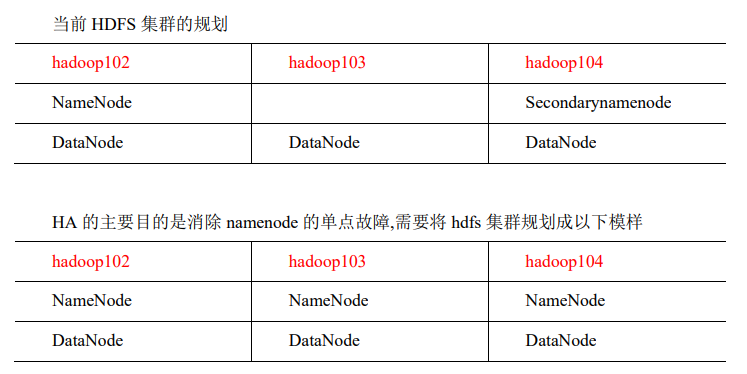 当前 HDFS 集群的规划
hadoop102 hadoop103 hadoop104
NameNode Secondarynamenode
DataNode DataNode DataNode
HA 的主要目的是消除 namenode 的单点故障,需要将 hdfs 集群规划成以下模样
hadoop102 hadoop103 hadoop104
NameNode NameNode NameNode
DataNode DataNode DataNode